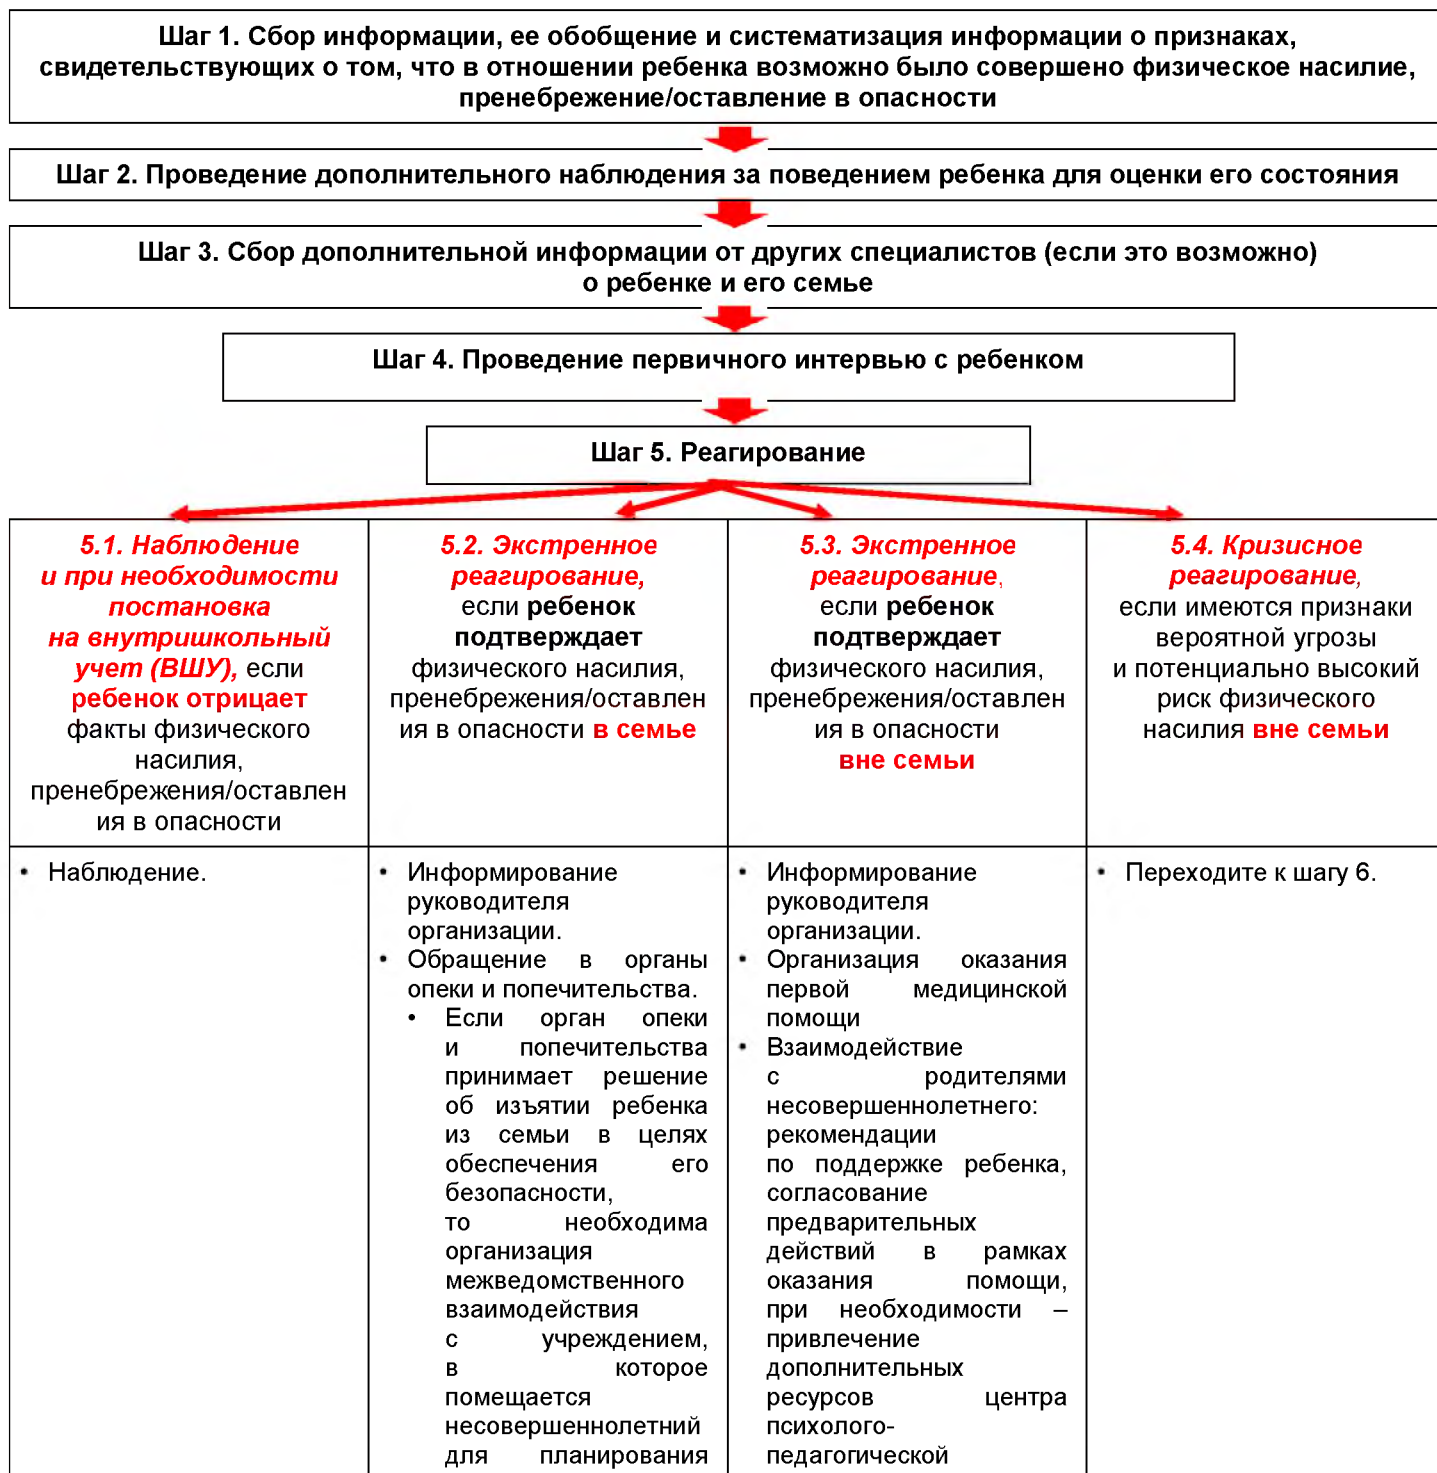 Шаг 1. Сбор информации, ее обобщение и систематизация информации о признаках,
свидетельствующих о том, что в отношении ребенка возможно было совершено физическое насилие,
пренебрежение/оставление в опасности
Шаг 2. Проведение дополнительного наблюдения за поведением ребенка для оценки его состояния
Шаг 3. Сбор дополнительной информации от других специалистов (если это возможно)
о ребенке и его семье
Шаг 4. Проведение первичного интервью с ребенком
Шаг 5. Реагирование
5.1. Наблюдение
и при необходимости
постановка
на внутришкольный
учет (ВШУ), если
ребенок отрицает
факты физического
насилия,
пренебрежения/оставлен
ия в опасности
5.2. Экстренное
реагирование,
если ребенок
подтверждает
физического насилия,
пренебрежения/оставлен
ия в опасности в семье
5.3. Экстренное
реагирование,
если ребенок
подтверждает
физического насилия,
пренебрежения/оставлен
ия в опасности
вне семьи
5.4. Кризисное
реагирование,
если имеются признаки
вероятной угрозы
и потенциально высокий
риск физического
насилия вне семьи
• Наблюдение.
• Информирование
руководителя
организации.
• Обращение в органы
опеки и попечительства.
• Если орган опеки
и попечительства
принимает решение
об изъятии ребенка
из семьи в целях
обеспечения его
безопасности,
то необходима
организация
межведомственного
взаимодействия
с учреждением,
в которое
помещается
несовершеннолетний
для планирования
• Информирование
руководителя
организации.
• Организация оказания
первой медицинской
помощи
• Взаимодействие
с родителями
несовершеннолетнего:
рекомендации
по поддержке ребенка,
согласование
предварительных
действий в рамках
оказания помощи,
при необходимости –
привлечение
дополнительных
ресурсов центра
психолого-
педагогической
• Переходите к шагу 6.